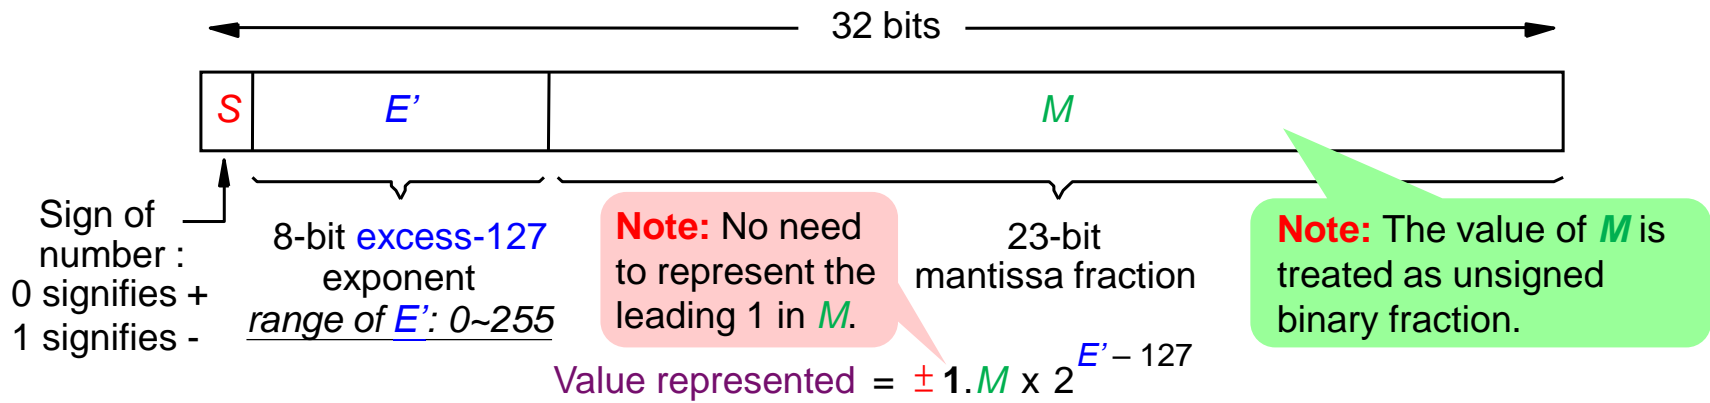 32 bits
S
E’
M
Sign of
number :
0 signifies +
1 signifies -
8-bit excess-127
exponent
range of E’: 0~255
Note: No need
to represent the
leading 1 in M.
23-bit
mantissa fraction
Note: The value of M is
treated as unsigned
binary fraction.
Value represented = ± 1.M x 2^E’ – 127